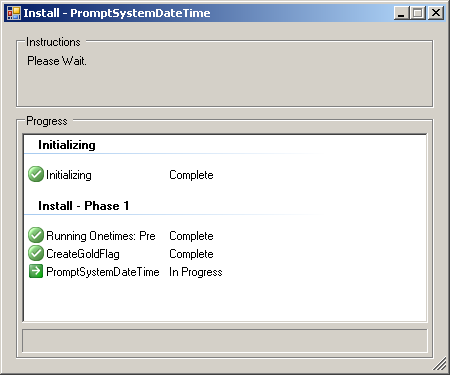 Install - PromptSystemDateTime
Instructions
Please Wait.
Progress
Initializing
Initializing Complete
Install - Phase 1
Running Onetimes: Pre Complete
CreateGoldFlag Complete
PromptSystemDateTime In Progress